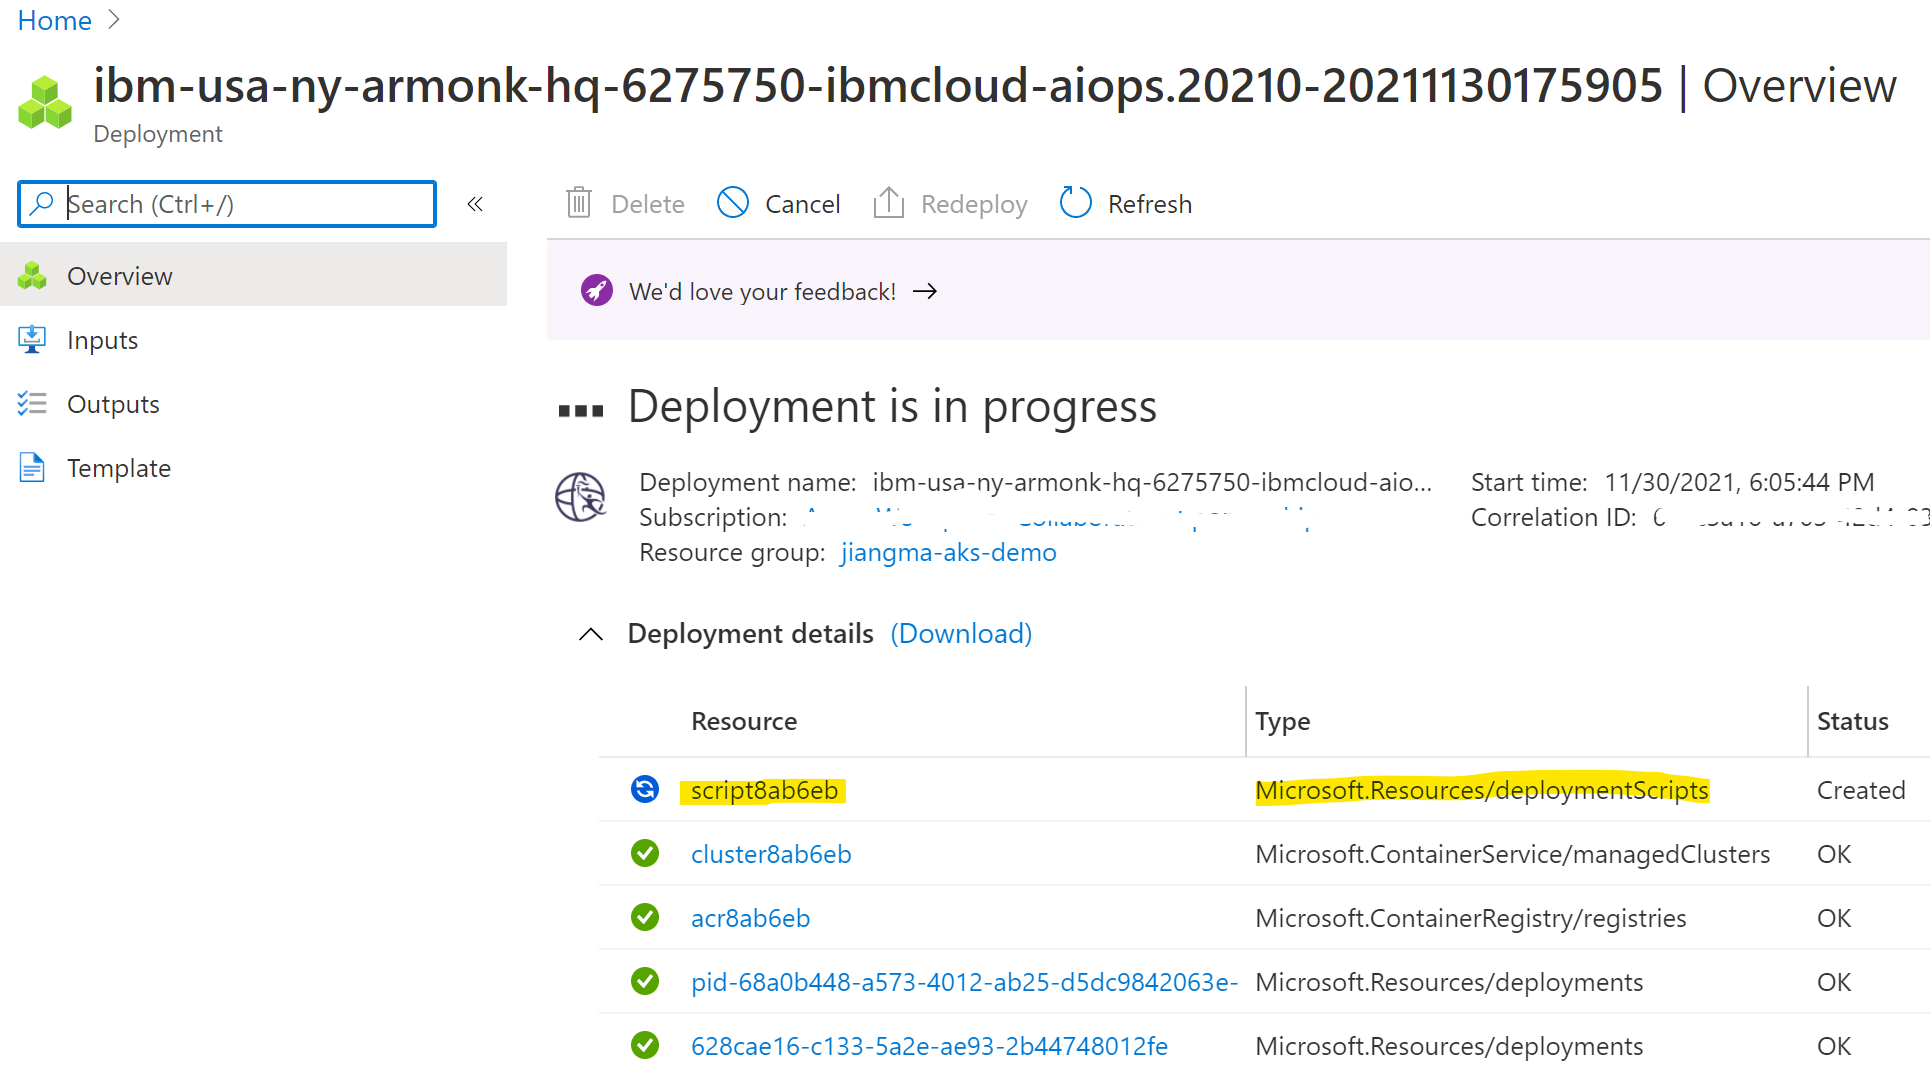 Home
ibm-usa-ny-armonk-hq-6275750-ibmcloud-aiops.20210-20211130175905 | Overview
Deployment
Search (Ctrl+/)
«
Delete
Cancel
Redeploy
Refresh
Overview
Inputs
Outputs
Template
We'd love your feedback! →
Deployment is in progress
Deployment name: ibm-usa-ny-armonk-hq-6275750-ibmcloud-aio...
Start time: 11/30/2021, 6:05:44 PM
Subscription:
Correlation ID:
Resource group: jiangma-aks-demo
Deployment details (Download)
Resource Type Status
script8ab6eb Microsoft.Resources/deploymentScripts Created
cluster8ab6eb Microsoft.ContainerService/managedClusters OK
acr8ab6eb Microsoft.ContainerRegistry/registries OK
pid-68a0b448-a573-4012-ab25-d5dc9842063e- Microsoft.Resources/deployments OK
628cae16-c133-5a2e-ae93-2b44748012fe Microsoft.Resources/deployments OK